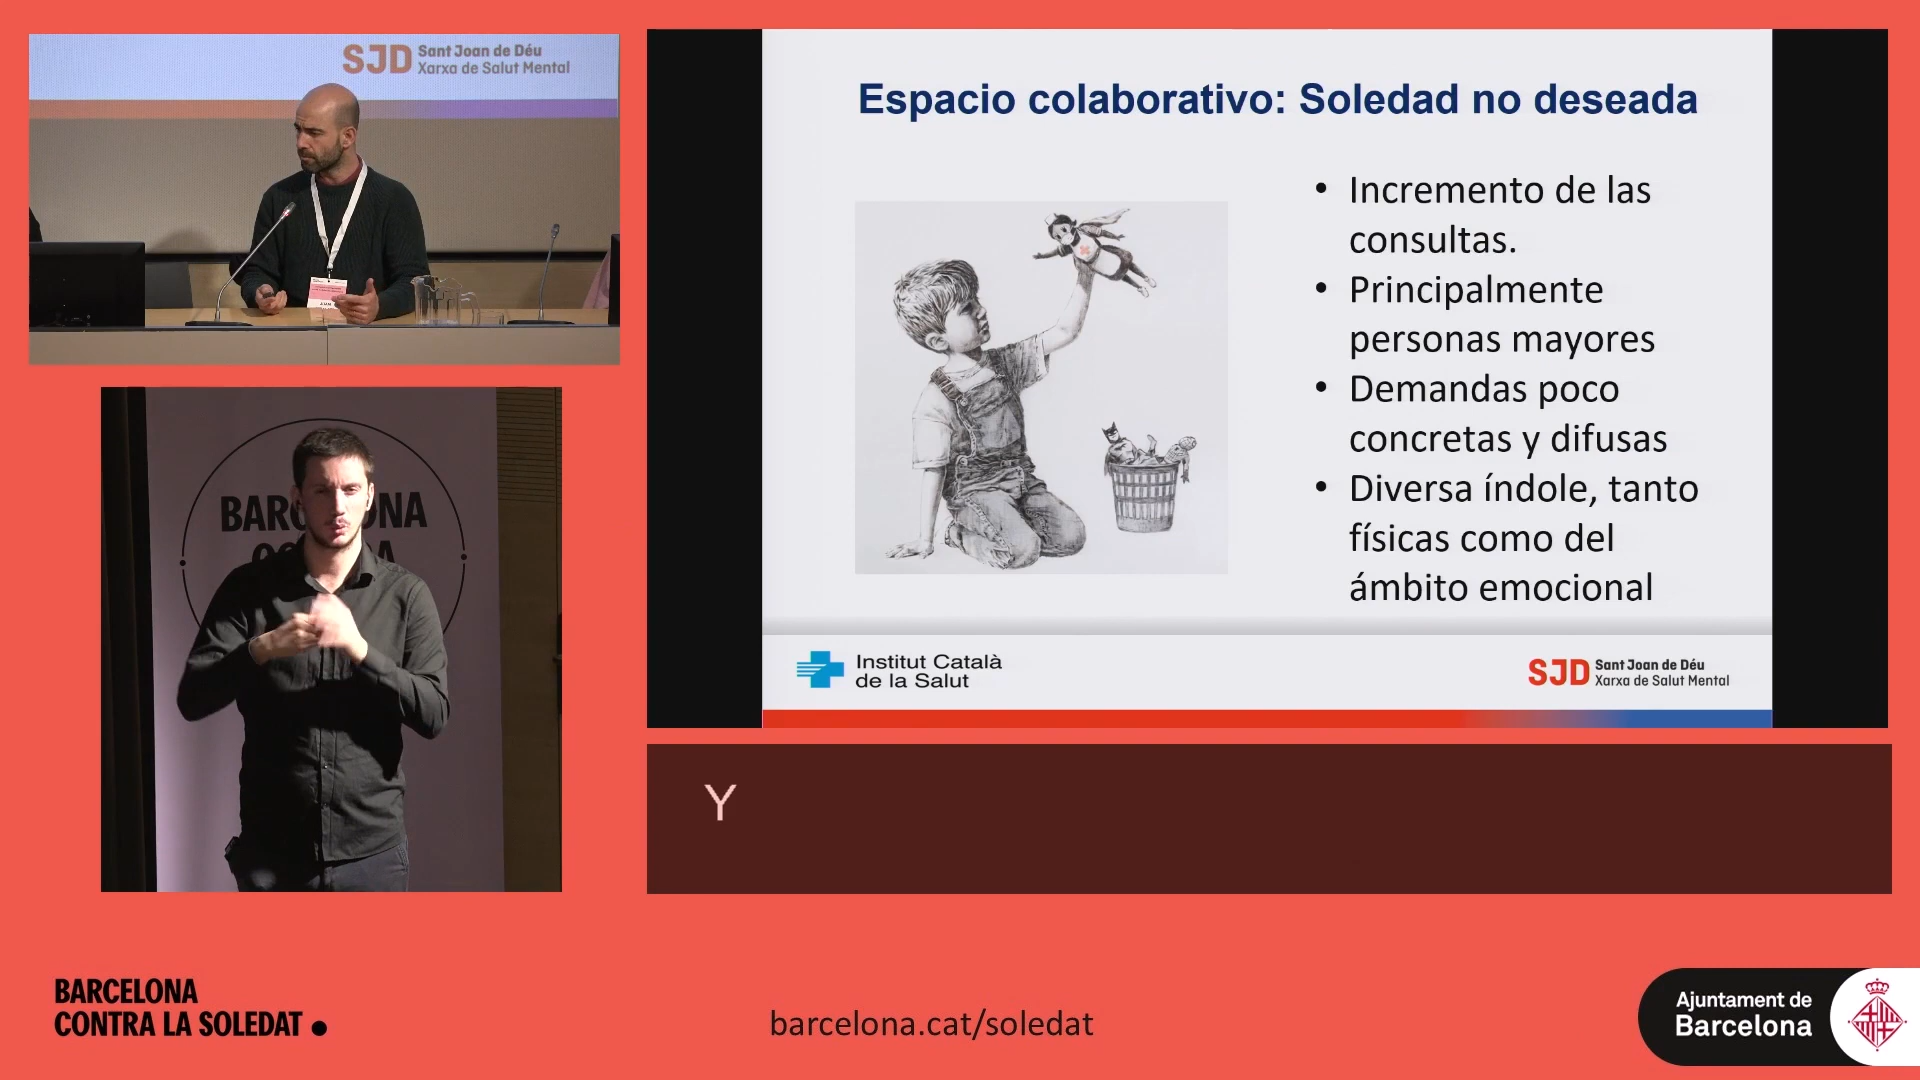 SJD Sant Joan de Déu
Xarxa de Salut Mental
Espacio colaborativo: Soledad no deseada
• Incremento de las
consultas.
• Principalmente
personas mayores
• Demandas poco
concretas y difusas
• Diversa índole, tanto
físicas como del
ámbito emocional
Institut Català
de la Salut
SJD Sant Joan de Déu
Xarxa de Salut Mental
Y
BARCELONA
CONTRA LA SOLEDAT
barcelona.cat/soledat
Ajuntament de
Barcelona